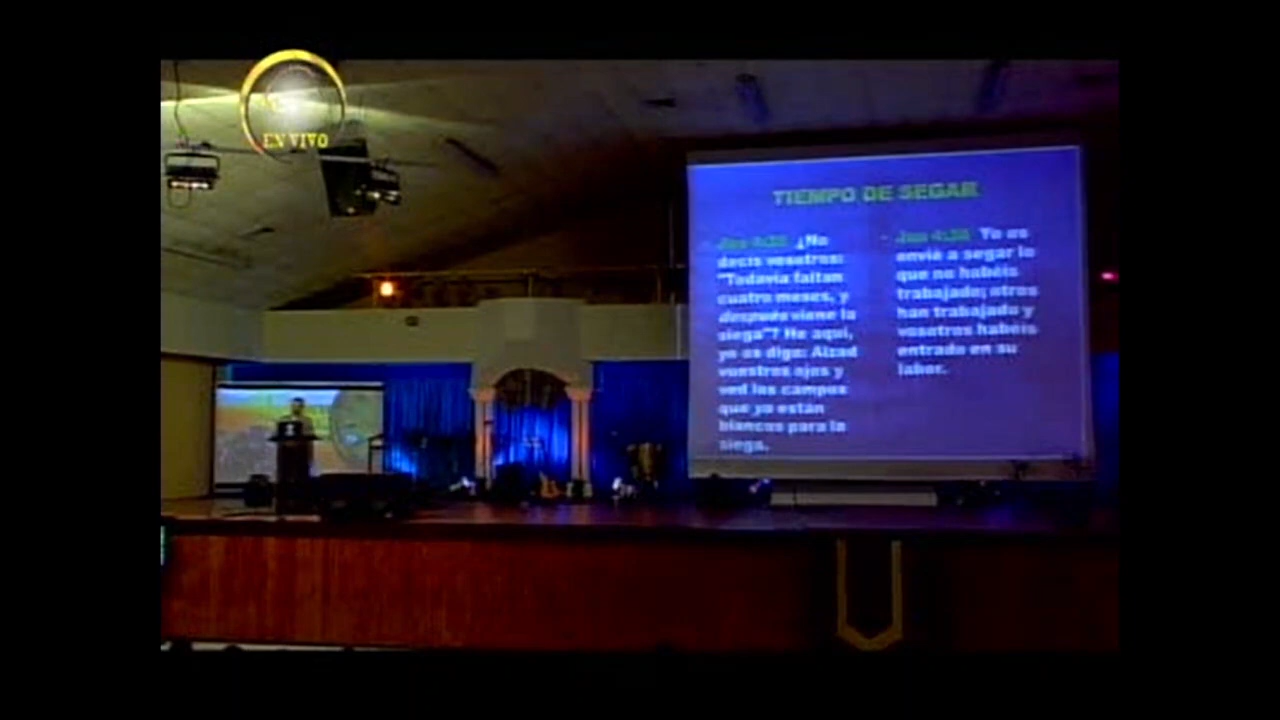 EN VIVO
TIEMPO DE SEGAR
Jua 4:35 ¿No
decís vosotros:
"Todavía faltan
cuatro meses, y
después viene la
siega"? He aquí,
yo os digo: Alzad
vuestros ojos y
ved los campos
que ya están
blancos para la
siega.
Jua 4:38 Yo os
envié a segar lo
que no habéis
trabajado; otros
han trabajado y
vosotros habéis
entrado en su
labor.